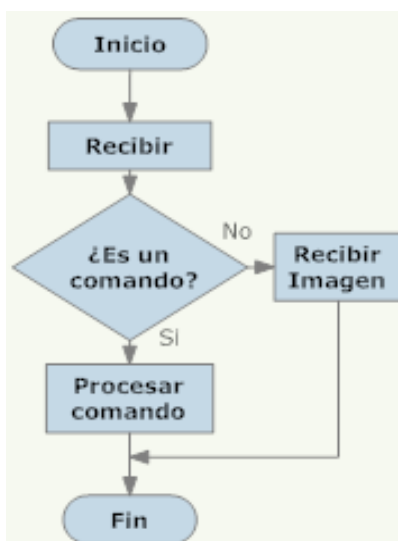 Inicio
Recibir
¿Es un
comando?
No
Recibir
Imagen
Si
Procesar
comando
Fin